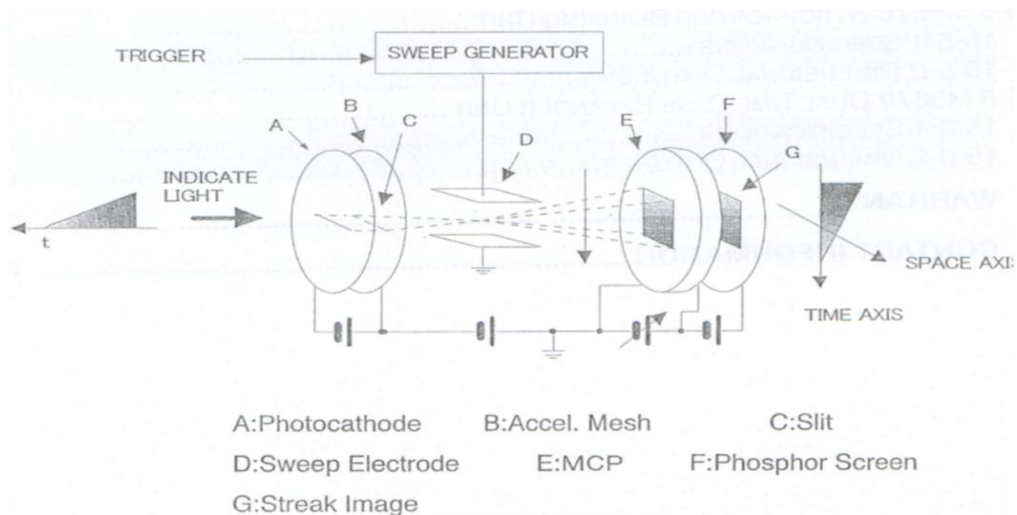 TRIGGER
SWEEP GENERATOR
B
F
A
C
E
D
G
INDICATE
LIGHT
t
SPACE AXI
TIME AXIS
A:Photocathode B:Accel. Mesh C:Slit
D:Sweep Electrode E:MCP F:Phosphor Screen
G:Streak Image